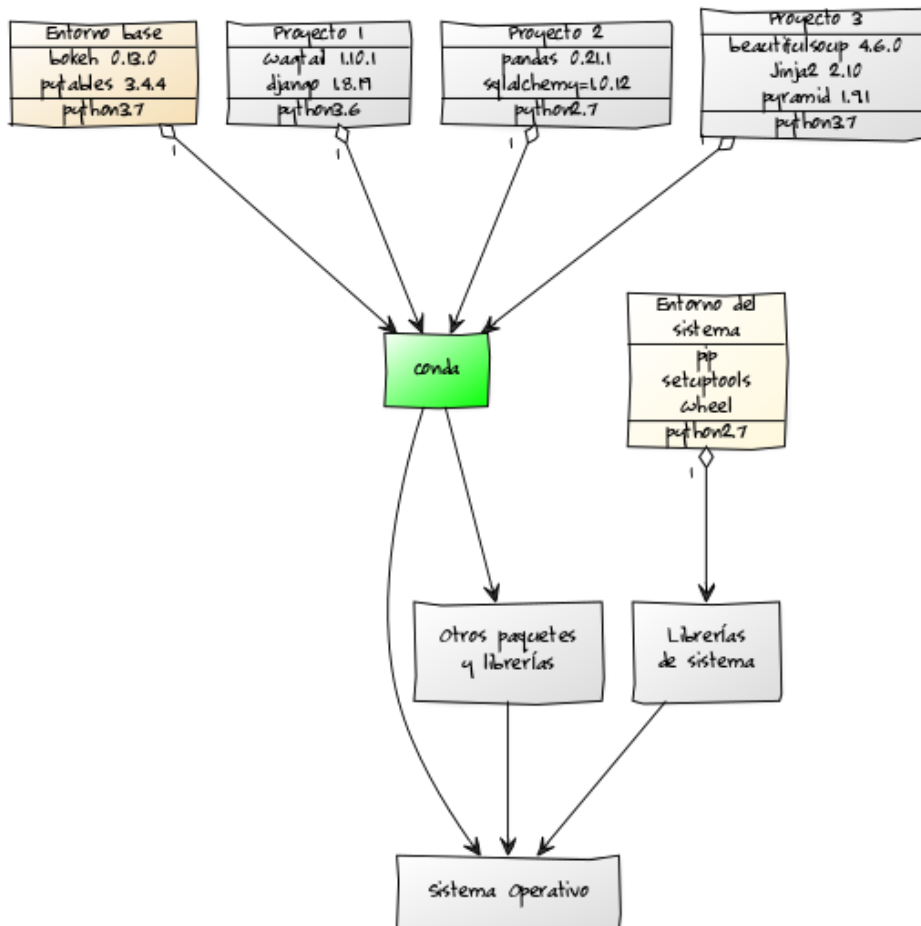 Entorno base
bokeh 0.13.0
pytables 3.4.4
python3.7
1
Proyecto 1
wagtail 1.10.1
django 1.8.19
python3.6
1
Proyecto 2
pandas 0.21.1
sqlalchemy=1.0.12
python2.7
1
Proyecto 3
beautifulsoup 4.6.0
Jinja2 2.10
pyramid 1.9.1
python3.7
1
conda
Entorno del
sistema
pip
setuptools
wheel
python2.7
1
Otros paquetes
y librerías
Librerías
de sistema
Sistema Operativo